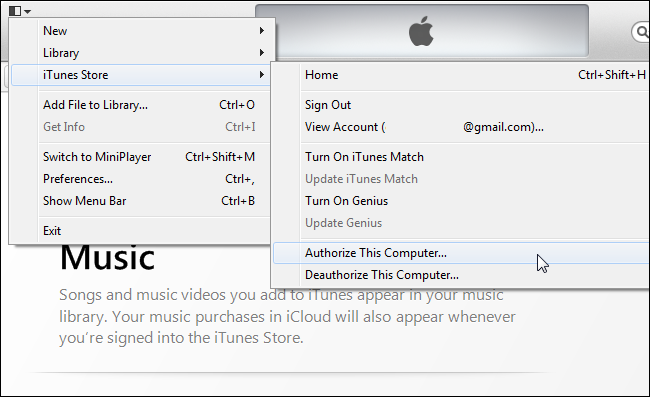 New
Library
iTunes Store
Add File to Library... Ctrl+O
Get Info Ctrl+I
Switch to MiniPlayer Ctrl+Shift+M
Preferences... Ctrl+,
Show Menu Bar Ctrl+B
Exit
Home Ctrl+Shift+H
Sign Out
View Account ( @gmail.com)...
Turn On iTunes Match
Update iTunes Match
Turn On Genius
Update Genius
Authorize This Computer...
Deauthorize This Computer...
Music
Songs and music videos you add to iTunes appear in your music
library. Your music purchases in iCloud will also appear whenever
you're signed into the iTunes Store.